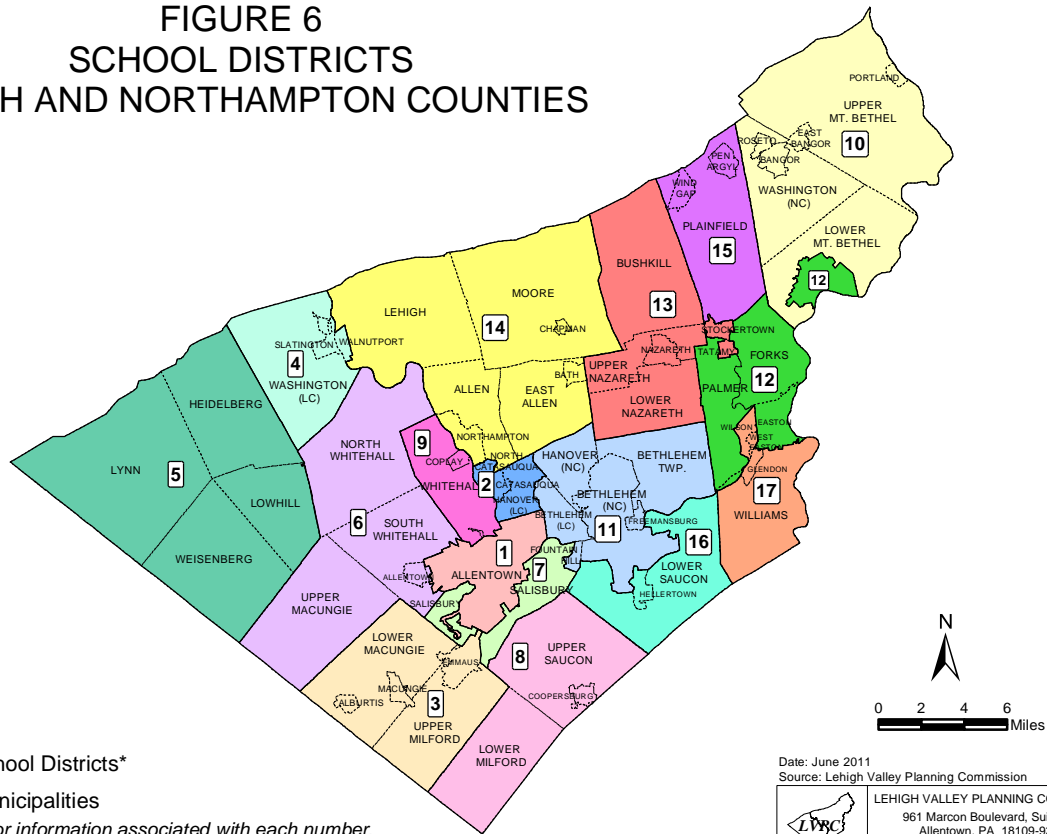 FIGURE 6
SCHOOL DISTRICTS
H AND NORTHAMPTON COUNTIES
PORTLAND
UPPER
MT. BETHEL
10
ROSETO
EAST
BANGOR
BANGOR
WASHINGTON
(NC)
LOWER
MT. BETHEL
12
PEN
ARGYL
WIND
GAP
PLAINFIELD
15
BUSHKILL
13
STOCKERTOWN
NAZARETH
TATAMY
UPPER
NAZARETH
LOWER
NAZARETH
FORKS
12
PALMER
WILSON
EASTON
WEST
EASTON
GLENDON
17
WILLIAMS
MOORE
14
CHAPMAN
LEHIGH
BATH
ALLEN
EAST
ALLEN
NORTHAMPTON
SLATINGTON
WALNUTPORT
4
WASHINGTON
(LC)
HEIDELBERG
LYNN
5
LOWHILL
WEISENBERG
NORTH
WHITEHALL
9
COPLAY
WHITEHALL
NORTH
CATASAUQUA
2
CATASAUQUA
HANOVER
(LC)
HANOVER
(NC)
BETHLEHEM
TWP.
BETHLEHEM
(NC)
BETHLEHEM
(LC)
11
FREEMANSBURG
FOUNTAIN
HILL
16
LOWER
SAUCON
HELLERTOWN
6
SOUTH
WHITEHALL
UPPER
MACUNGIE
ALLENTOWN
1
ALLENTOWN
7
SALISBURY
SALISBURY
LOWER
MACUNGIE
EMMAUS
MACUNGIE
ALBURTIS
3
UPPER
MILFORD
8
UPPER
SAUCON
COOPERSBURG
LOWER
MILFORD
N
0 2 4 6
Miles
hool Districts*
nicipalities
or information associated with each number
Date: June 2011
Source: Lehigh Valley Planning Commission
LVPC
LEHIGH VALLEY PLANNING CO
961 Marcon Boulevard, Sui
Allentown, PA 18109-9